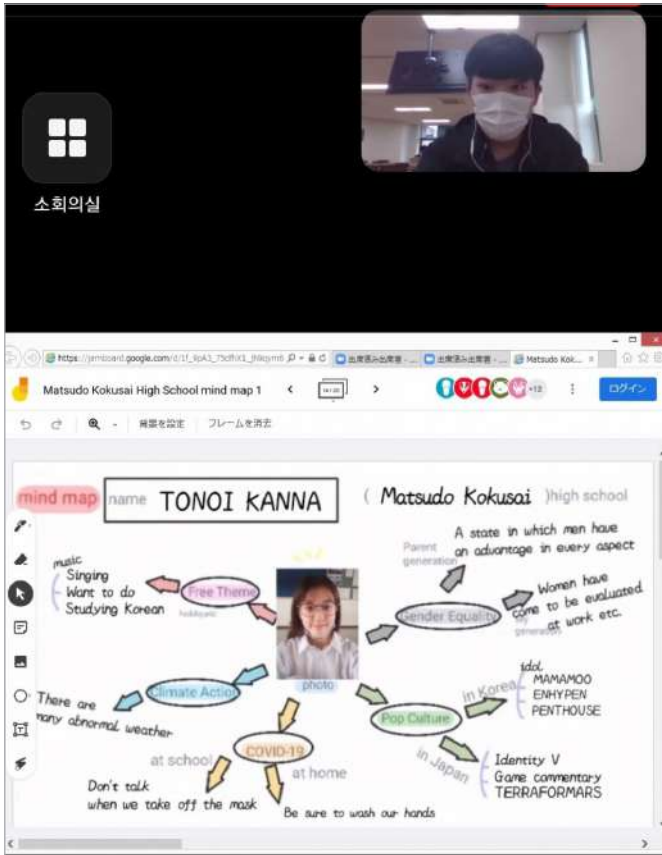 소회의실
Matsudo Kok...
Matsudo Kokusai High School mind map 1
ログイン
背景を設定
フレームを消去
mind map name TONOI KANNA ( Matsudo Kokusai )high school
music
Singing
Want to do
Studying Korean
Free Theme
Parent generation
A state in which men have
an advantage in every aspect
Gender Equality
Women have
come to be evaluated
at work etc.
photo
Climate Action
There are
many abnormal weather
COVID-19
at school
Don't talk
when we take off the mask
at home
Be sure to wash our hands
Pop Culture
in Korea
idol
MAMAMOO
ENHYPEN
PENTHOUSE
in Japan
Identity V
Game commentary
TERRAFORMARS